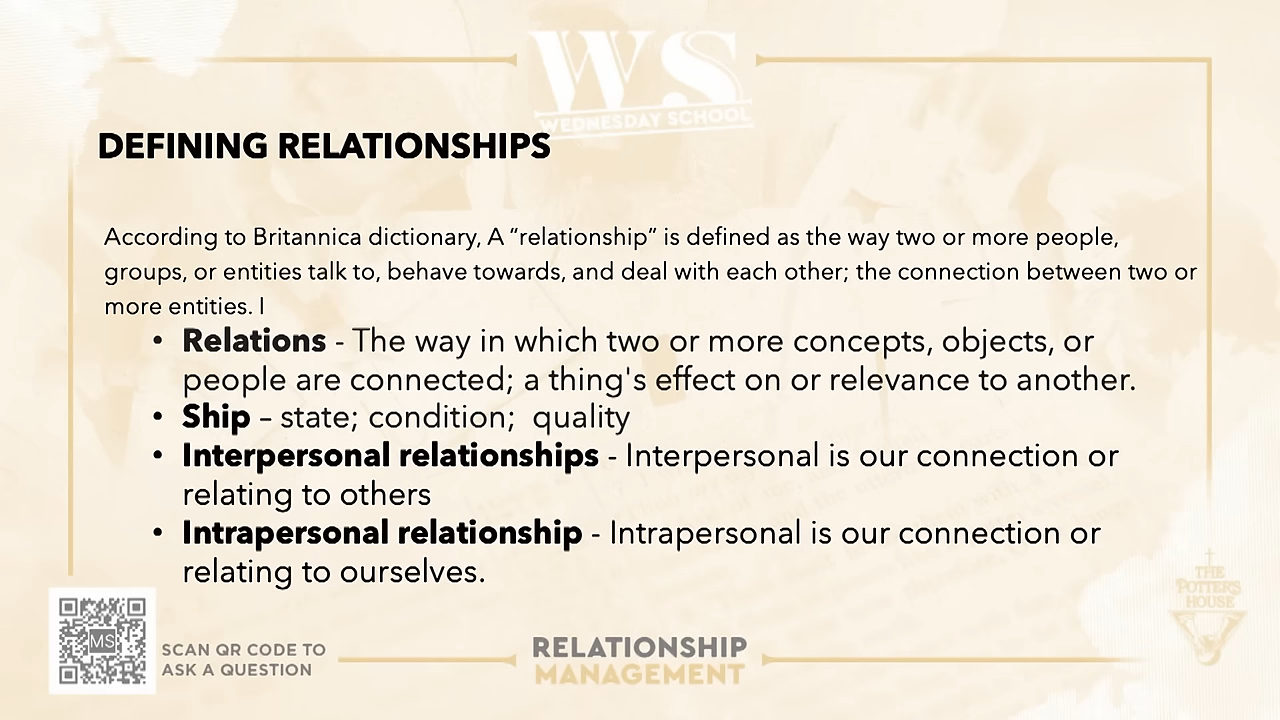 WS
WEDNESDAY SCHOOL
DEFINING RELATIONSHIPS
According to Britannica dictionary, A “relationship” is defined as the way two or more people,
groups, or entities talk to, behave towards, and deal with each other; the connection between two or
more entities. I
• Relations - The way in which two or more concepts, objects, or
people are connected; a thing's effect on or relevance to another.
• Ship – state; condition;  quality
• Interpersonal relationships - Interpersonal is our connection or
relating to others
• Intrapersonal relationship - Intrapersonal is our connection or
relating to ourselves.
THE
POTTER'S
HOUSE
MS
SCAN QR CODE TO
ASK A QUESTION
RELATIONSHIP
MANAGEMENT